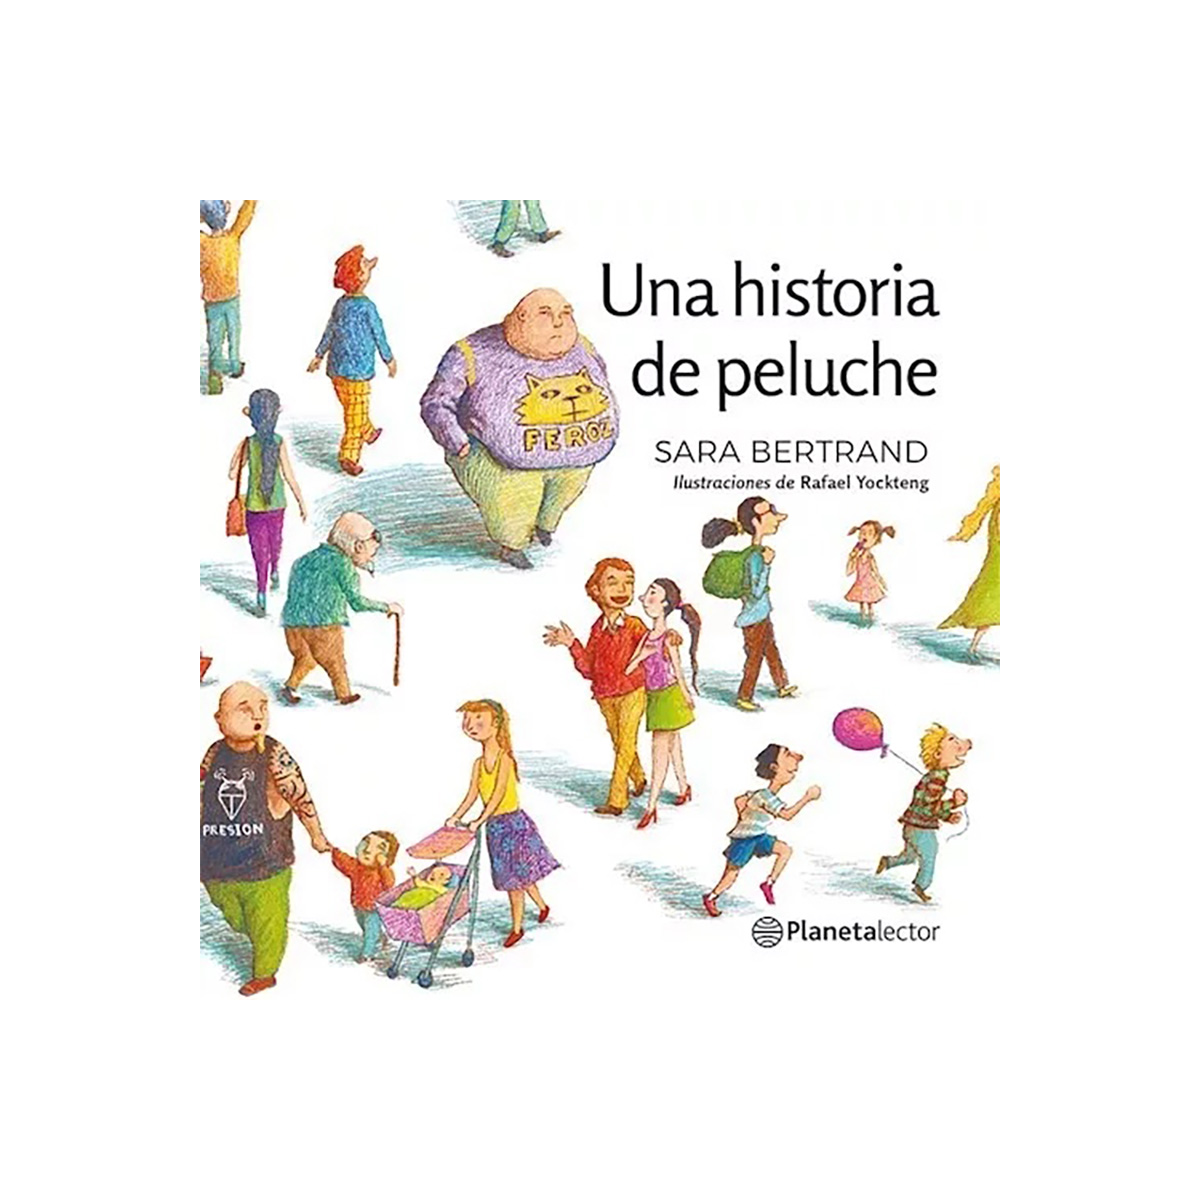 Una historia
de peluche
SARA BERTRAND
Ilustraciones de Rafael Yockteng
FEROZ
PRESION
Planetalector